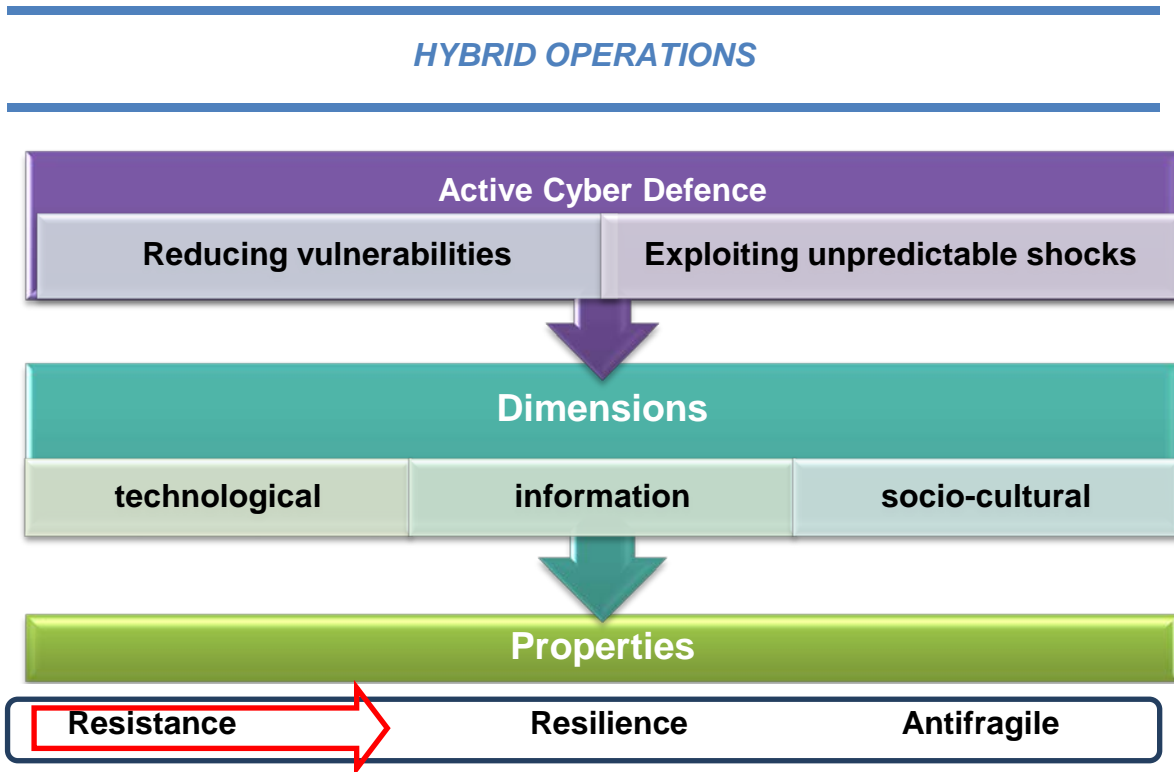 HYBRID OPERATIONS
Active Cyber Defence
Reducing vulnerabilities Exploiting unpredictable shocks
Dimensions
technological information socio-cultural
Properties
Resistance Resilience Antifragile